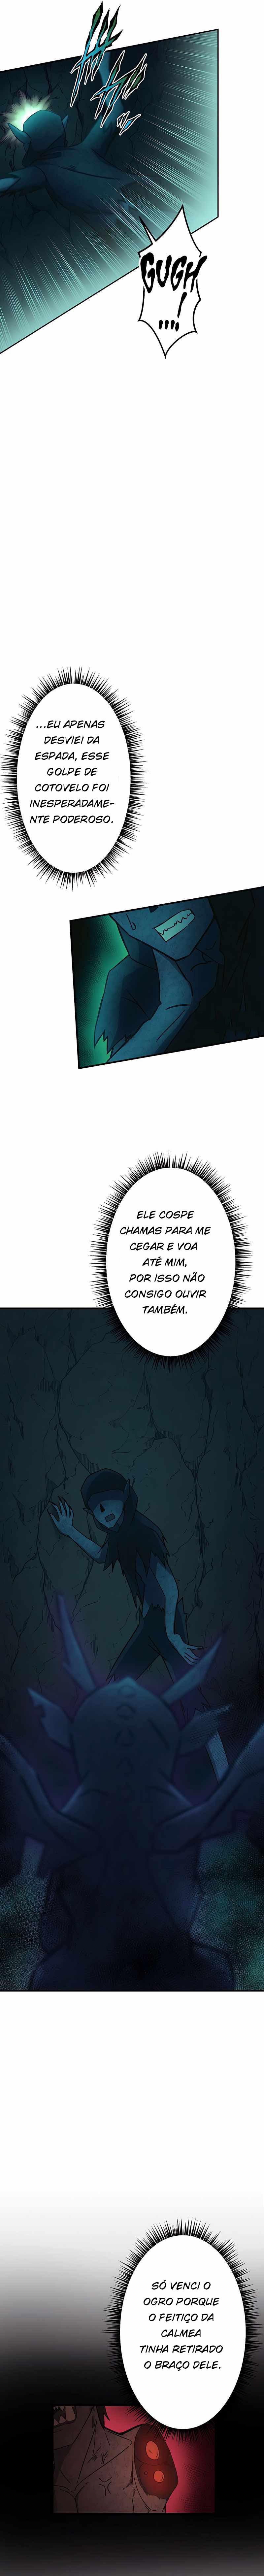 GUGH
...!
...EU APENAS
DESVIEI DA
ESPADA, ESSE
GOLPE DE
COTOVELO FOI
INESPERADAME-
NTE PODEROSO.
ELE COSPE
CHAMAS PARA ME
CEGAR E VOA
ATÉ MIM,
POR ISSO NÃO
CONSIGO OUVIR
TAMBÉM.
SÓ VENCI O
OGRO PORQUE
O FEITIÇO DA
CALMEA
TINHA RETIRADO
O BRAÇO DELE.